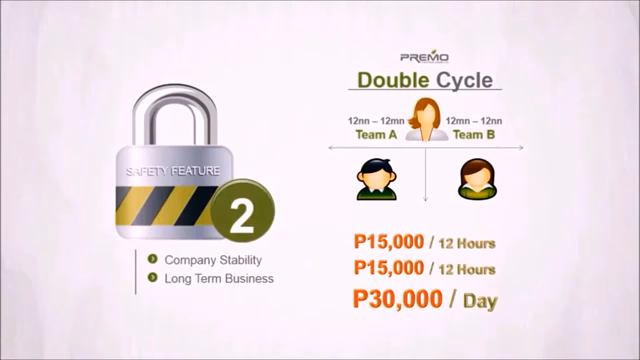 SAFETY FEATURE
2
Company Stability
Long Term Business
PREMO
Double Cycle
12nn – 12mn
Team A
12mn – 12nn
Team B
P15,000 / 12 Hours
P15,000 / 12 Hours
P30,000 / Day